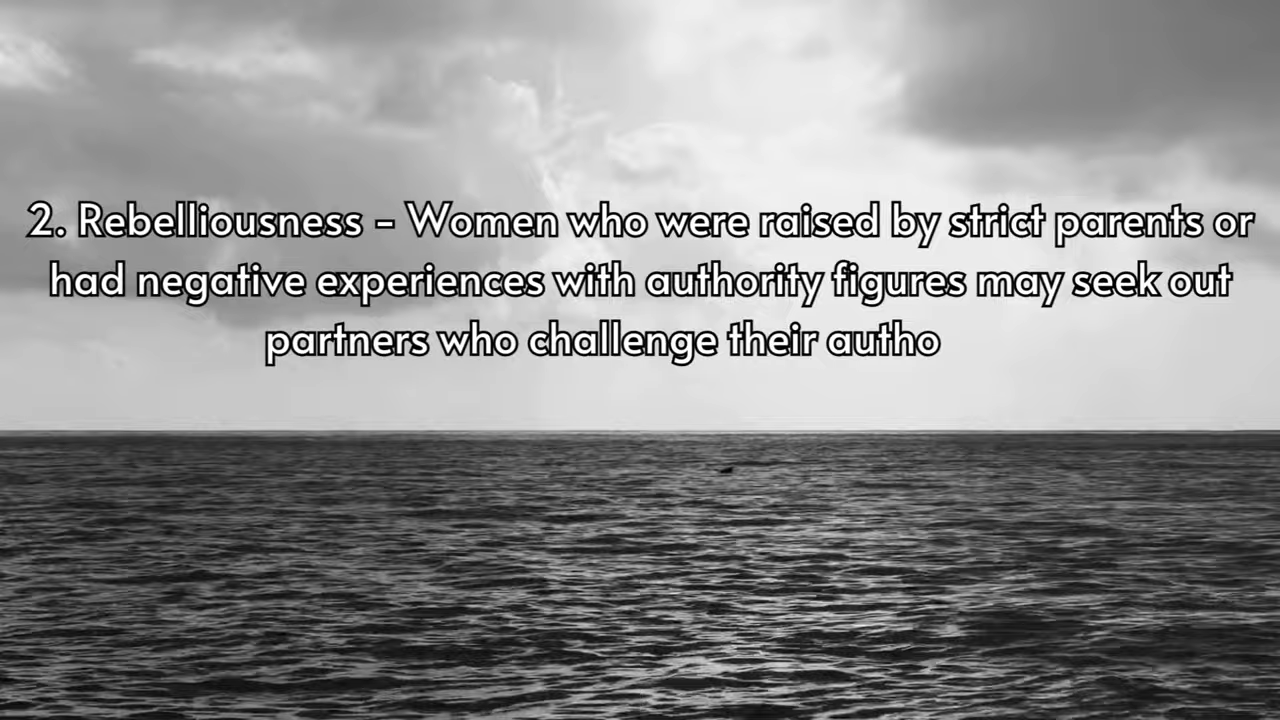 2. Rebelliousness – Women who were raised by strict parents or
had negative experiences with authority figures may seek out
partners who challenge their autho